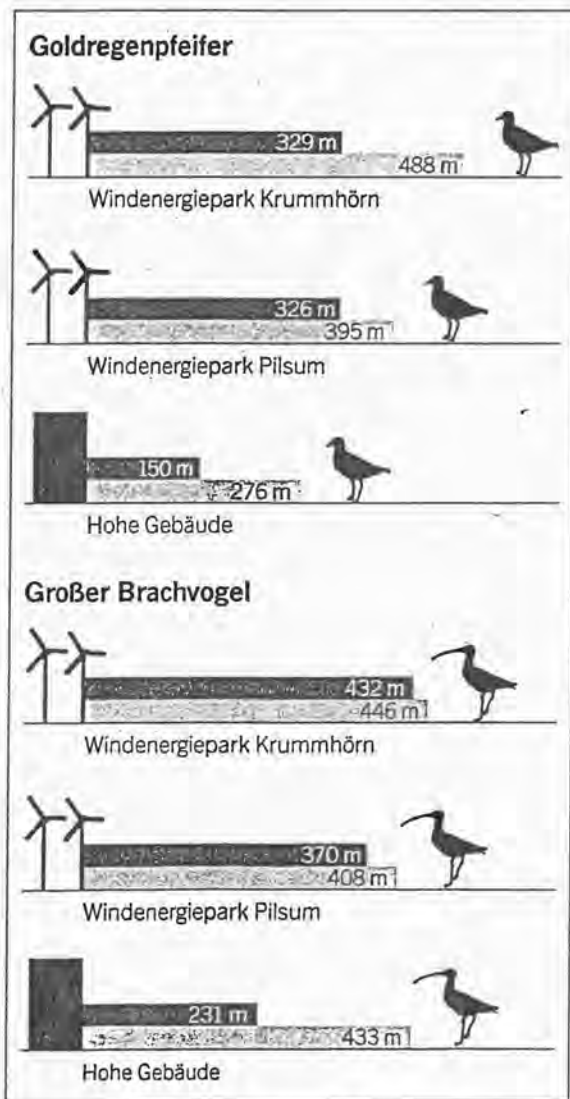 Goldregenpfeifer
329 m
488 m
Windenergiepark Krummhörn
326 m
395 m
Windenergiepark Pilsum
150 m
276 m
Hohe Gebäude
Großer Brachvogel
432 m
446 m
Windenergiepark Krummhörn
370 m
408 m
Windenergiepark Pilsum
231 m
433 m
Hohe Gebäude